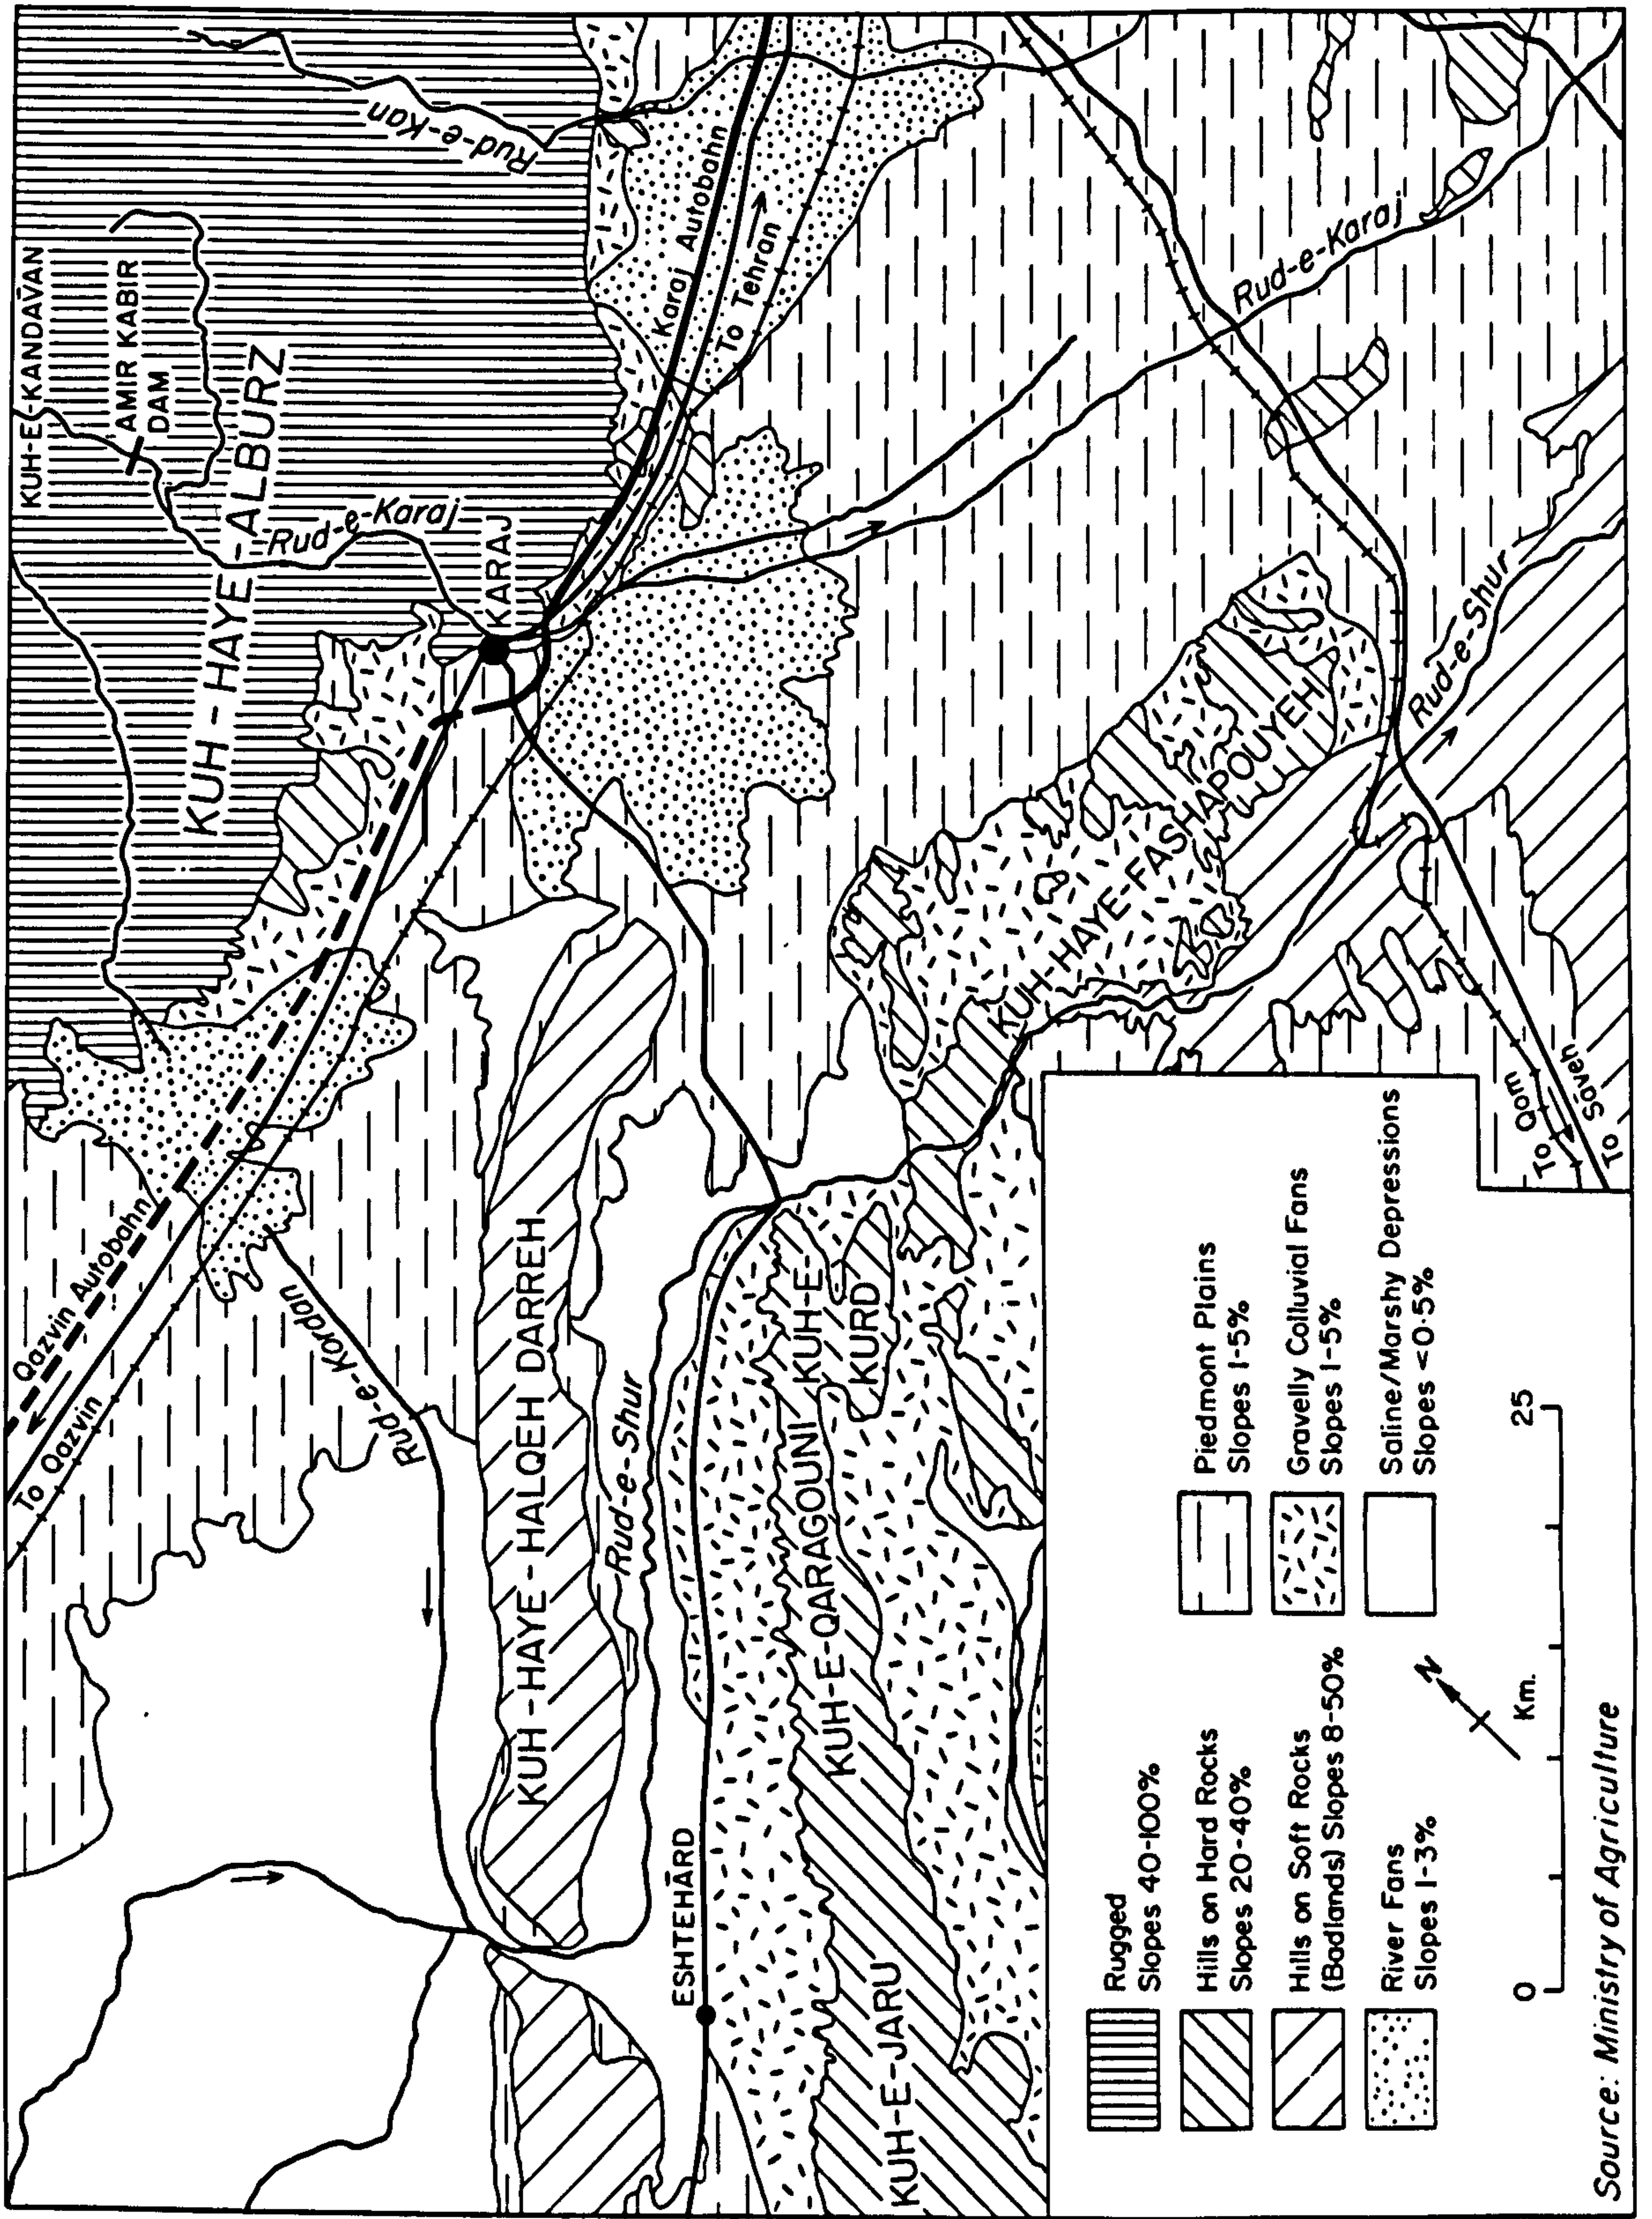 KUH-E-KANDAVAN
AMIR KABIR
DAM
KUH-HAYE-ALBURZ
Rud-e-Kan
Rud-e-Karaj
KARAJ
Karaj Autobahn
To Tehran
Rud-e-Karaj
Qazvin Autobahn
To Qazvin
Rud-e-Kordan
KUH-HAYE-HALQEH DARREH
Rud-e-Shur
ESHTEHĀRD
KUH-E-
KURD
KUH-E-QARAGOUNI
KUH-E-JARU
KUH-HAYE-FASHAPOUYEH
Rud-e-Shur
To Qom
To Sāveh
Rugged
Slopes 40-100%
Hills on Hard Rocks
Slopes 20-40%
Hills on Soft Rocks
(Badlands) Slopes 8-50%
River Fans
Slopes 1-3%
Piedmont Plains
Slopes 1-5%
Gravelly Colluvial Fans
Slopes 1-5%
Saline/Marshy Depressions
Slopes <0·5%
N
0
Km.
25
Source: Ministry of Agriculture